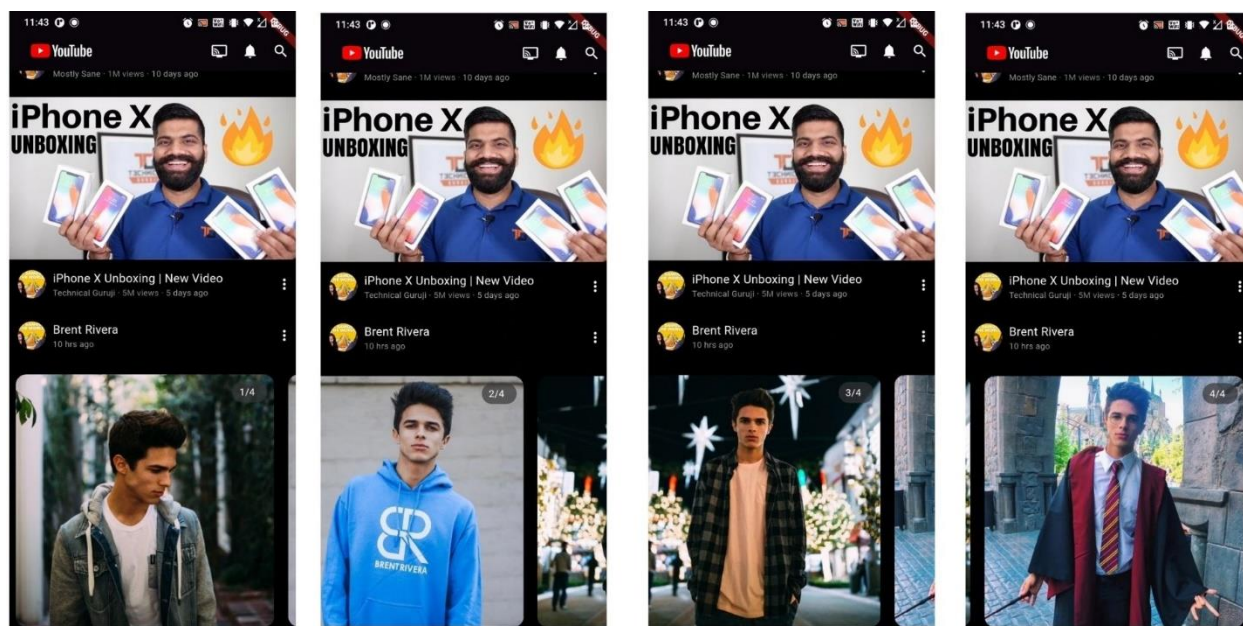 11:43
YouTube
Mostly Sane · 1M views · 10 days ago
iPhone X
UNBOXING
iPhone X Unboxing | New Video
Technical Guruji · 5M views · 5 days ago
Brent Rivera
10 hrs ago
1/4
11:43
YouTube
Mostly Sane · 1M views · 10 days ago
iPhone X
UNBOXING
iPhone X Unboxing | New Video
Technical Guruji · 5M views · 5 days ago
Brent Rivera
10 hrs ago
2/4
BR
BRENTRIVERA
11:43
YouTube
Mostly Sane · 1M views · 10 days ago
iPhone X
UNBOXING
iPhone X Unboxing | New Video
Technical Guruji · 5M views · 5 days ago
Brent Rivera
10 hrs ago
3/4
11:43
YouTube
Mostly Sane · 1M views · 10 days ago
iPhone X
UNBOXING
iPhone X Unboxing | New Video
Technical Guruji · 5M views · 5 days ago
Brent Rivera
10 hrs ago
4/4